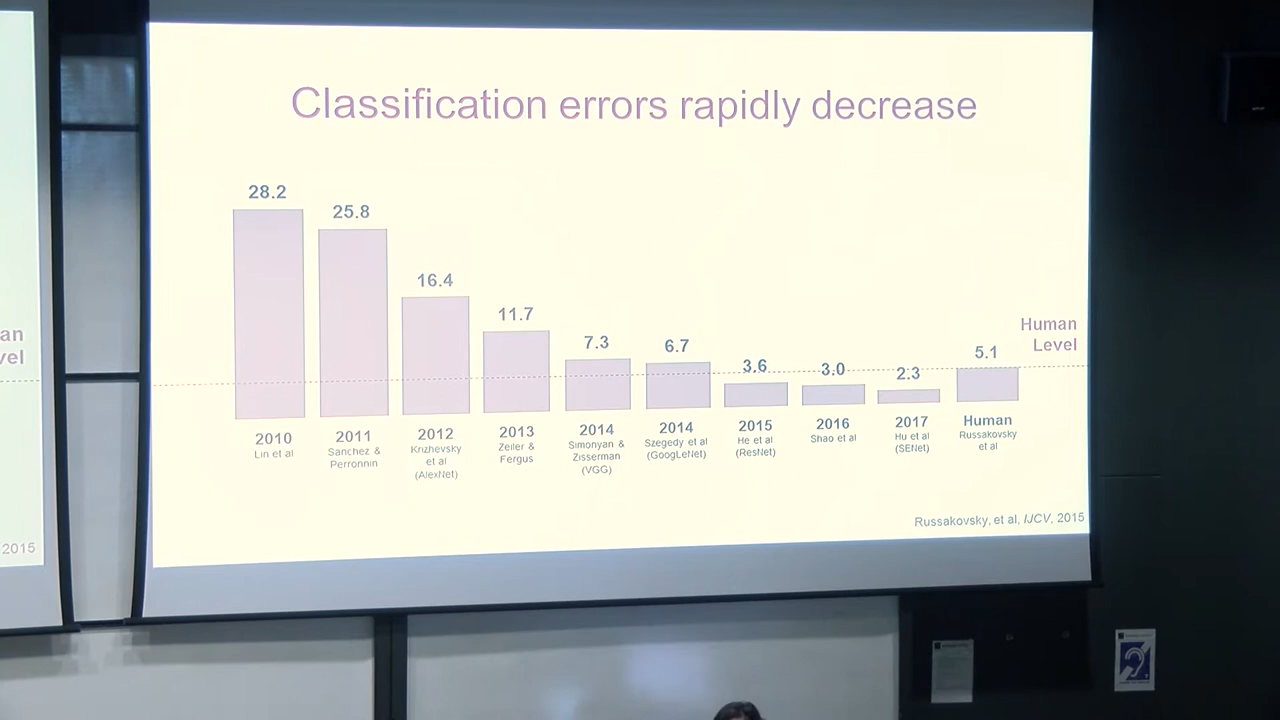 Classification errors rapidly decrease
28.2
25.8
16.4
11.7
7.3
6.7
3.6
3.0
2.3
5.1
Human
Level
2010
Lin et al
2011
Sanchez &
Perronnin
2012
Krizhevsky
et al
(AlexNet)
2013
Zeiler &
Fergus
2014
Simonyan &
Zisserman
(VGG)
2014
Szegedy et al
(GoogLeNet)
2015
He et al
(ResNet)
2016
Shao et al
2017
Hu et al
(SENet)
Human
Russakovsky
et al
Russakovsky, et al, IJCV, 2015
an
vel
2015